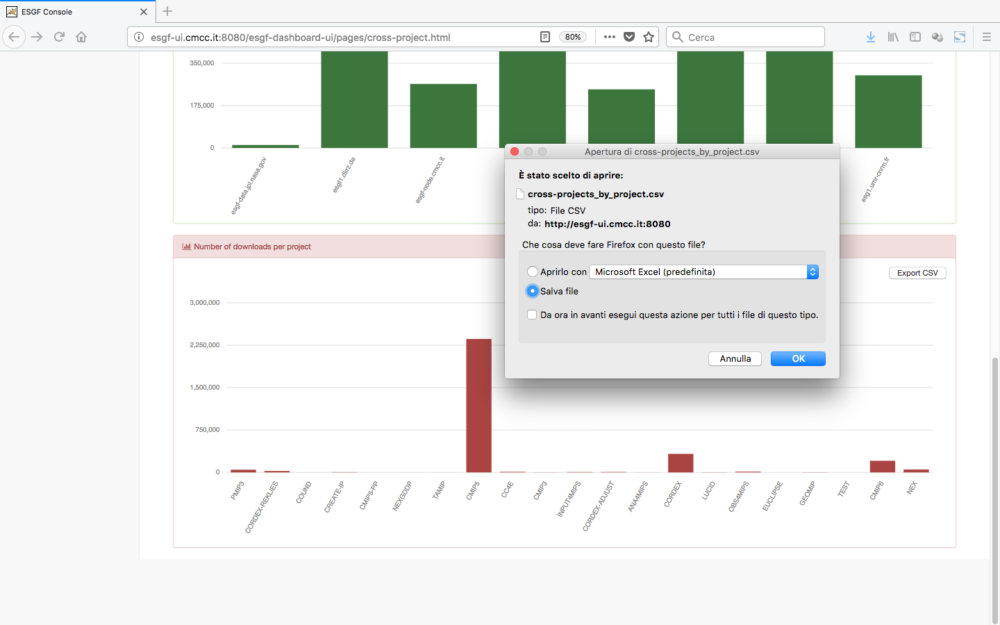 ESGF Console
esgf-ui.cmcc.it:8080/esgf-dashboard-ui/pages/cross-project.html
80%
Cerca
350,000
175,000
0
esgf-data.jpl.nasa.gov
esgf1.dkrz.de
esgf-node.cmcc.it
esg1.umr-cnrm.fr
Apertura di cross-projects_by_project.csv
È stato scelto di aprire:
cross-projects_by_project.csv
tipo: File CSV
da: http://esgf-ui.cmcc.it:8080
Che cosa deve fare Firefox con questo file?
Aprirlo con Microsoft Excel (predefinita)
Salva file
Da ora in avanti esegui questa azione per tutti i file di questo tipo.
Annulla OK
Number of downloads per project
Export CSV
3,000,000
2,250,000
1,500,000
750,000
0
PMIP3
CORDEX-REKLIES
COUND
CREATE-IP
CMIP5-PP
NEXGDDP
TAMIP
CMIP5
CC4E
CMIP3
INPUT4MIPS
CORDEX-ADJUST
ANA4MIPS
CORDEX
LUCID
OBS4MIPS
EUCLIPSE
GEOMIP
TEST
CMIP6
NEX